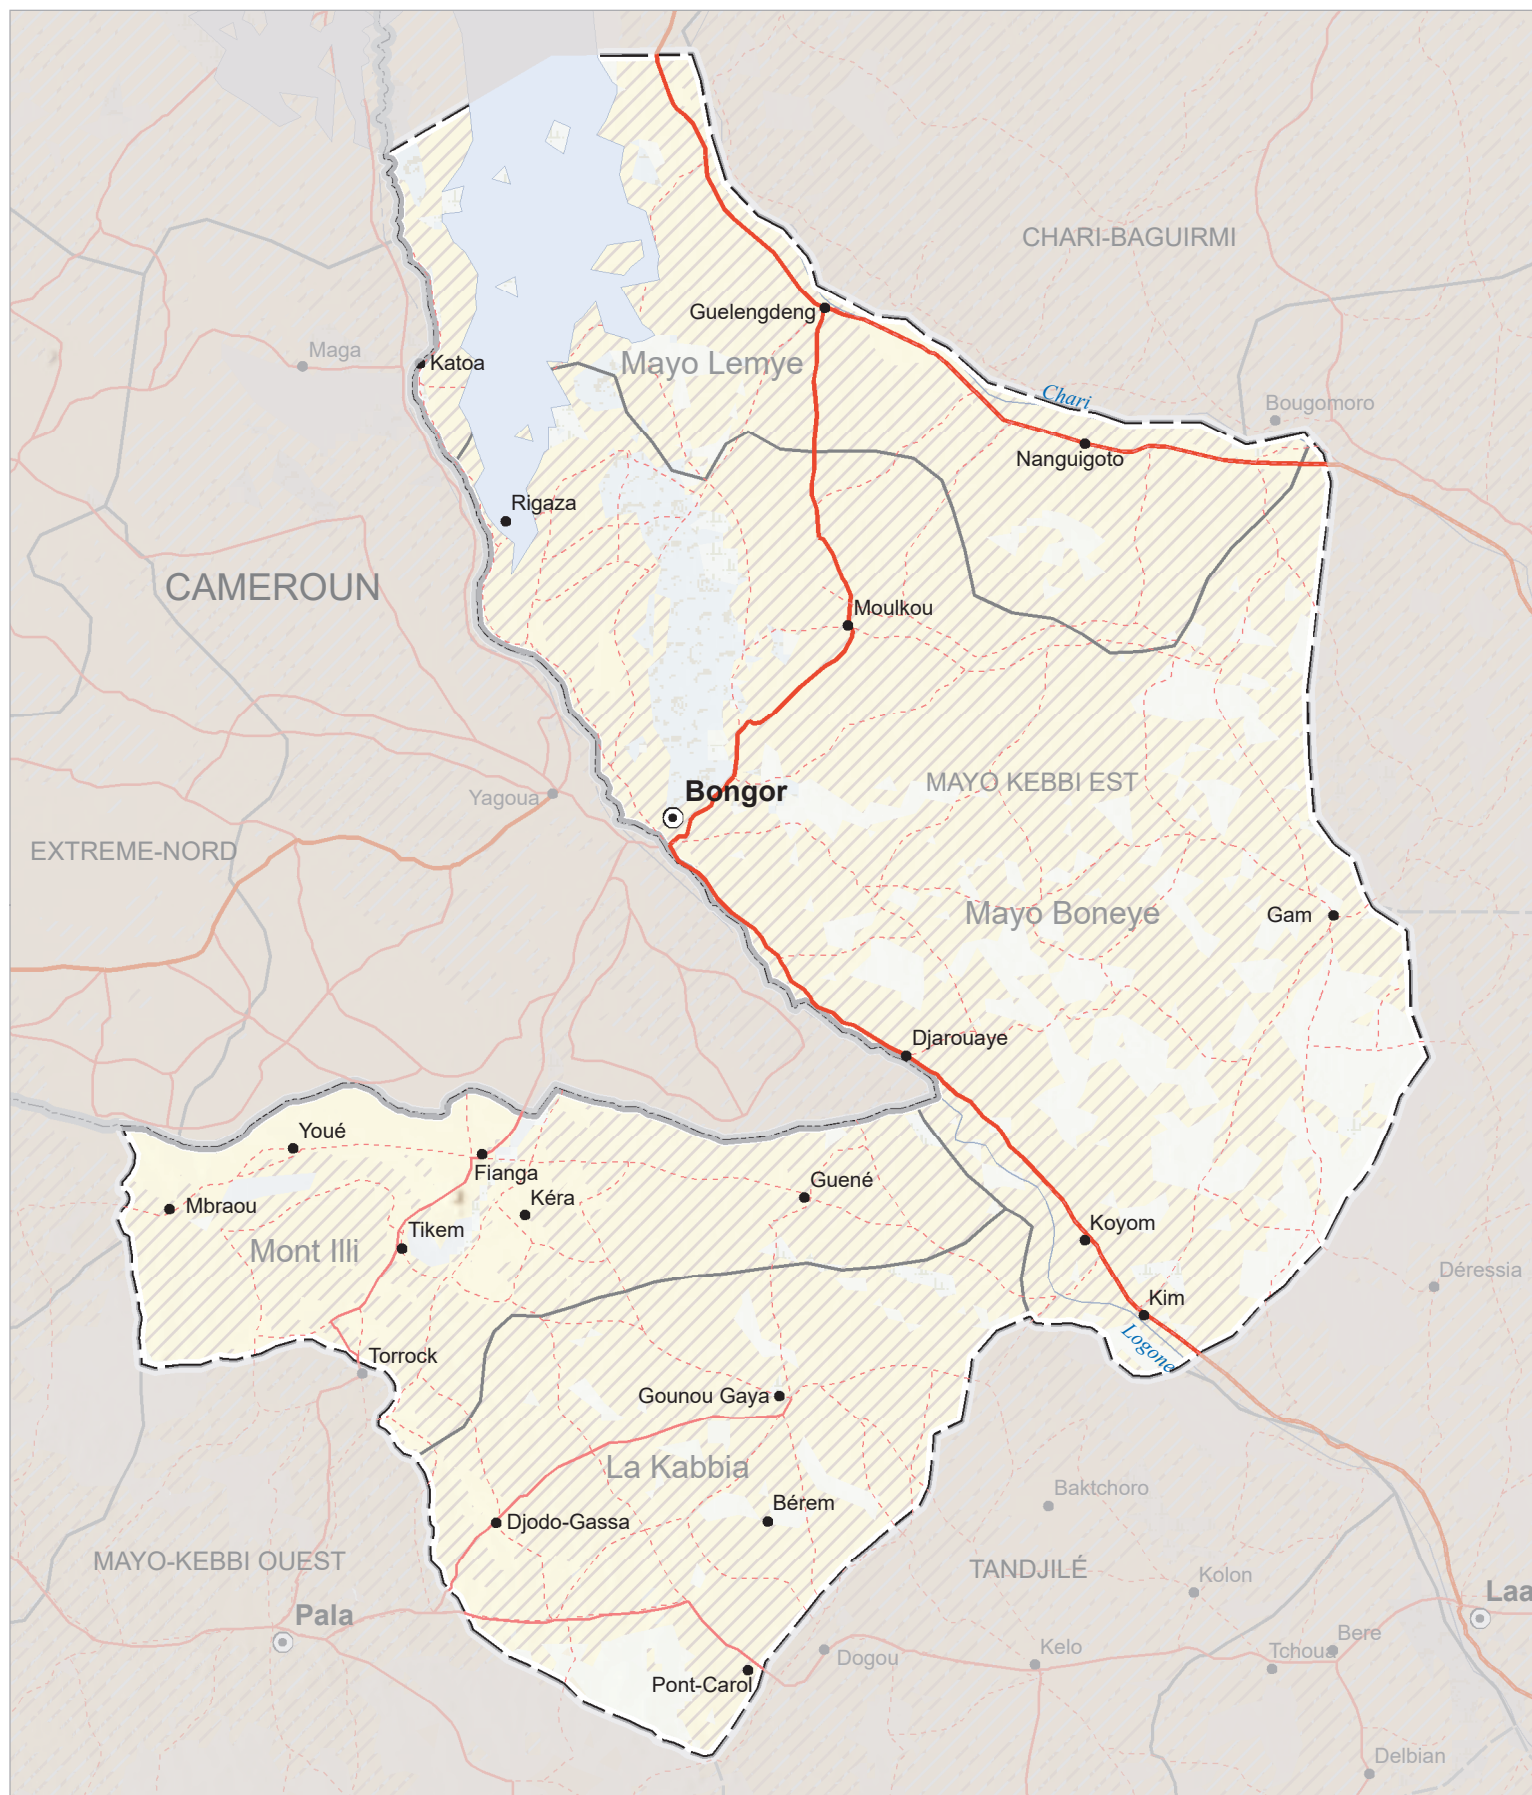 CHARI-BAGUIRMI
Guelengdeng
Maga
Katoa
Mayo Lemye
Chari
Bougomoro
Nanguigoto
Rigaza
CAMEROUN
Moulkou
MAYO KEBBI EST
Bongor
Yagoua
EXTREME-NORD
Mayo Boneye
Gam
Djarouaye
Youé
Fianga
Guené
Kéra
Mbraou
Koyom
Tikem
Mont Illi
Déressia
Kim
Logone
Torrock
Gounou Gaya
La Kabbia
Baktchoro
Bérem
Djodo-Gassa
MAYO-KEBBI OUEST
TANDJILÉ
Kolon
Laa
Pala
Bere
Kelo
Tchoua
Dogou
Pont-Carol
Delbian